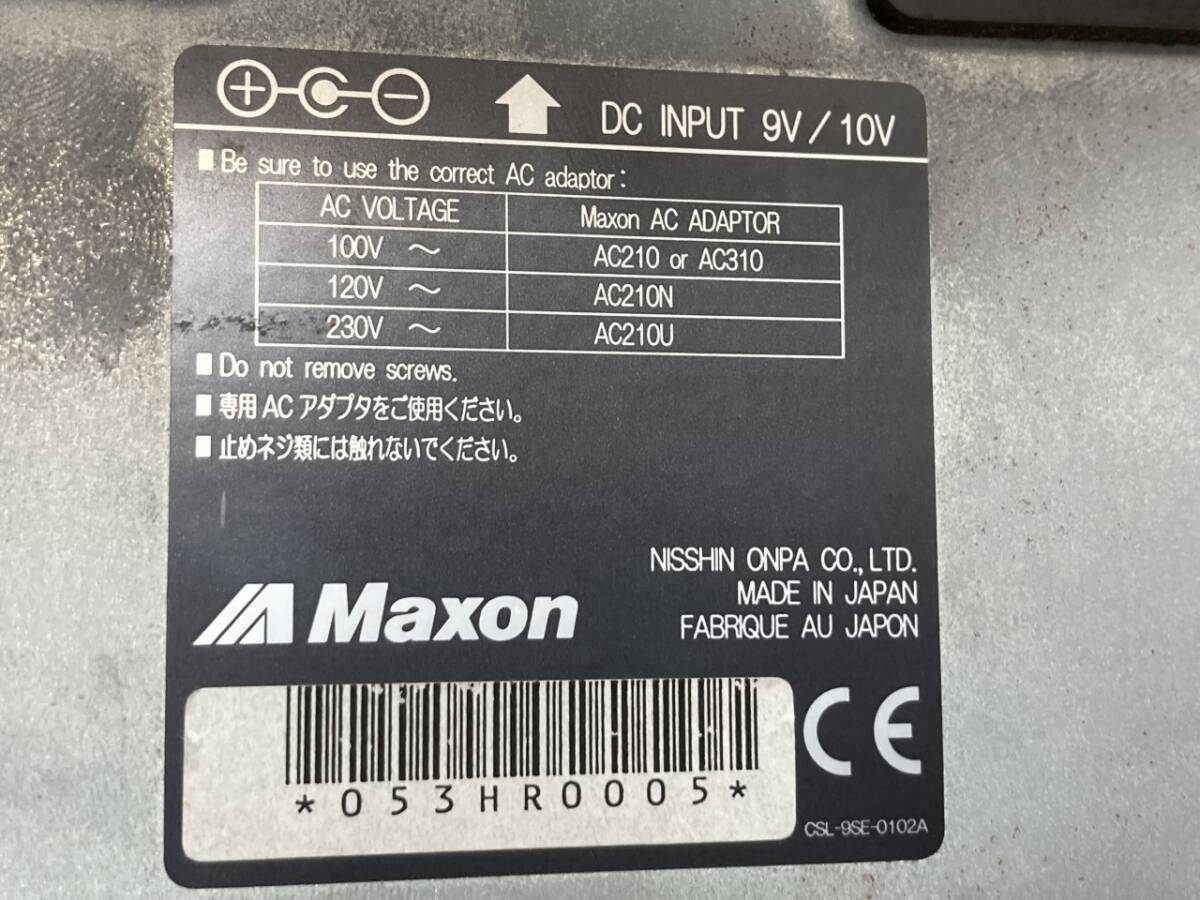 DC INPUT 9V / 10V
■ Be sure to use the correct AC adaptor:
AC VOLTAGE Maxon AC ADAPTOR
100V ～ AC210 or AC310
120V ～ AC210N
230V ～ AC210U
■ Do not remove screws.
■ 専用ACアダプタをご使用ください。
■ 止めネジ類には触れないでください。
NISSHIN ONPA CO.,LTD.
MADE IN JAPAN
FABRIQUE AU JAPON
Maxon
CE
*053HR0005*
CSL-9SE-0102A